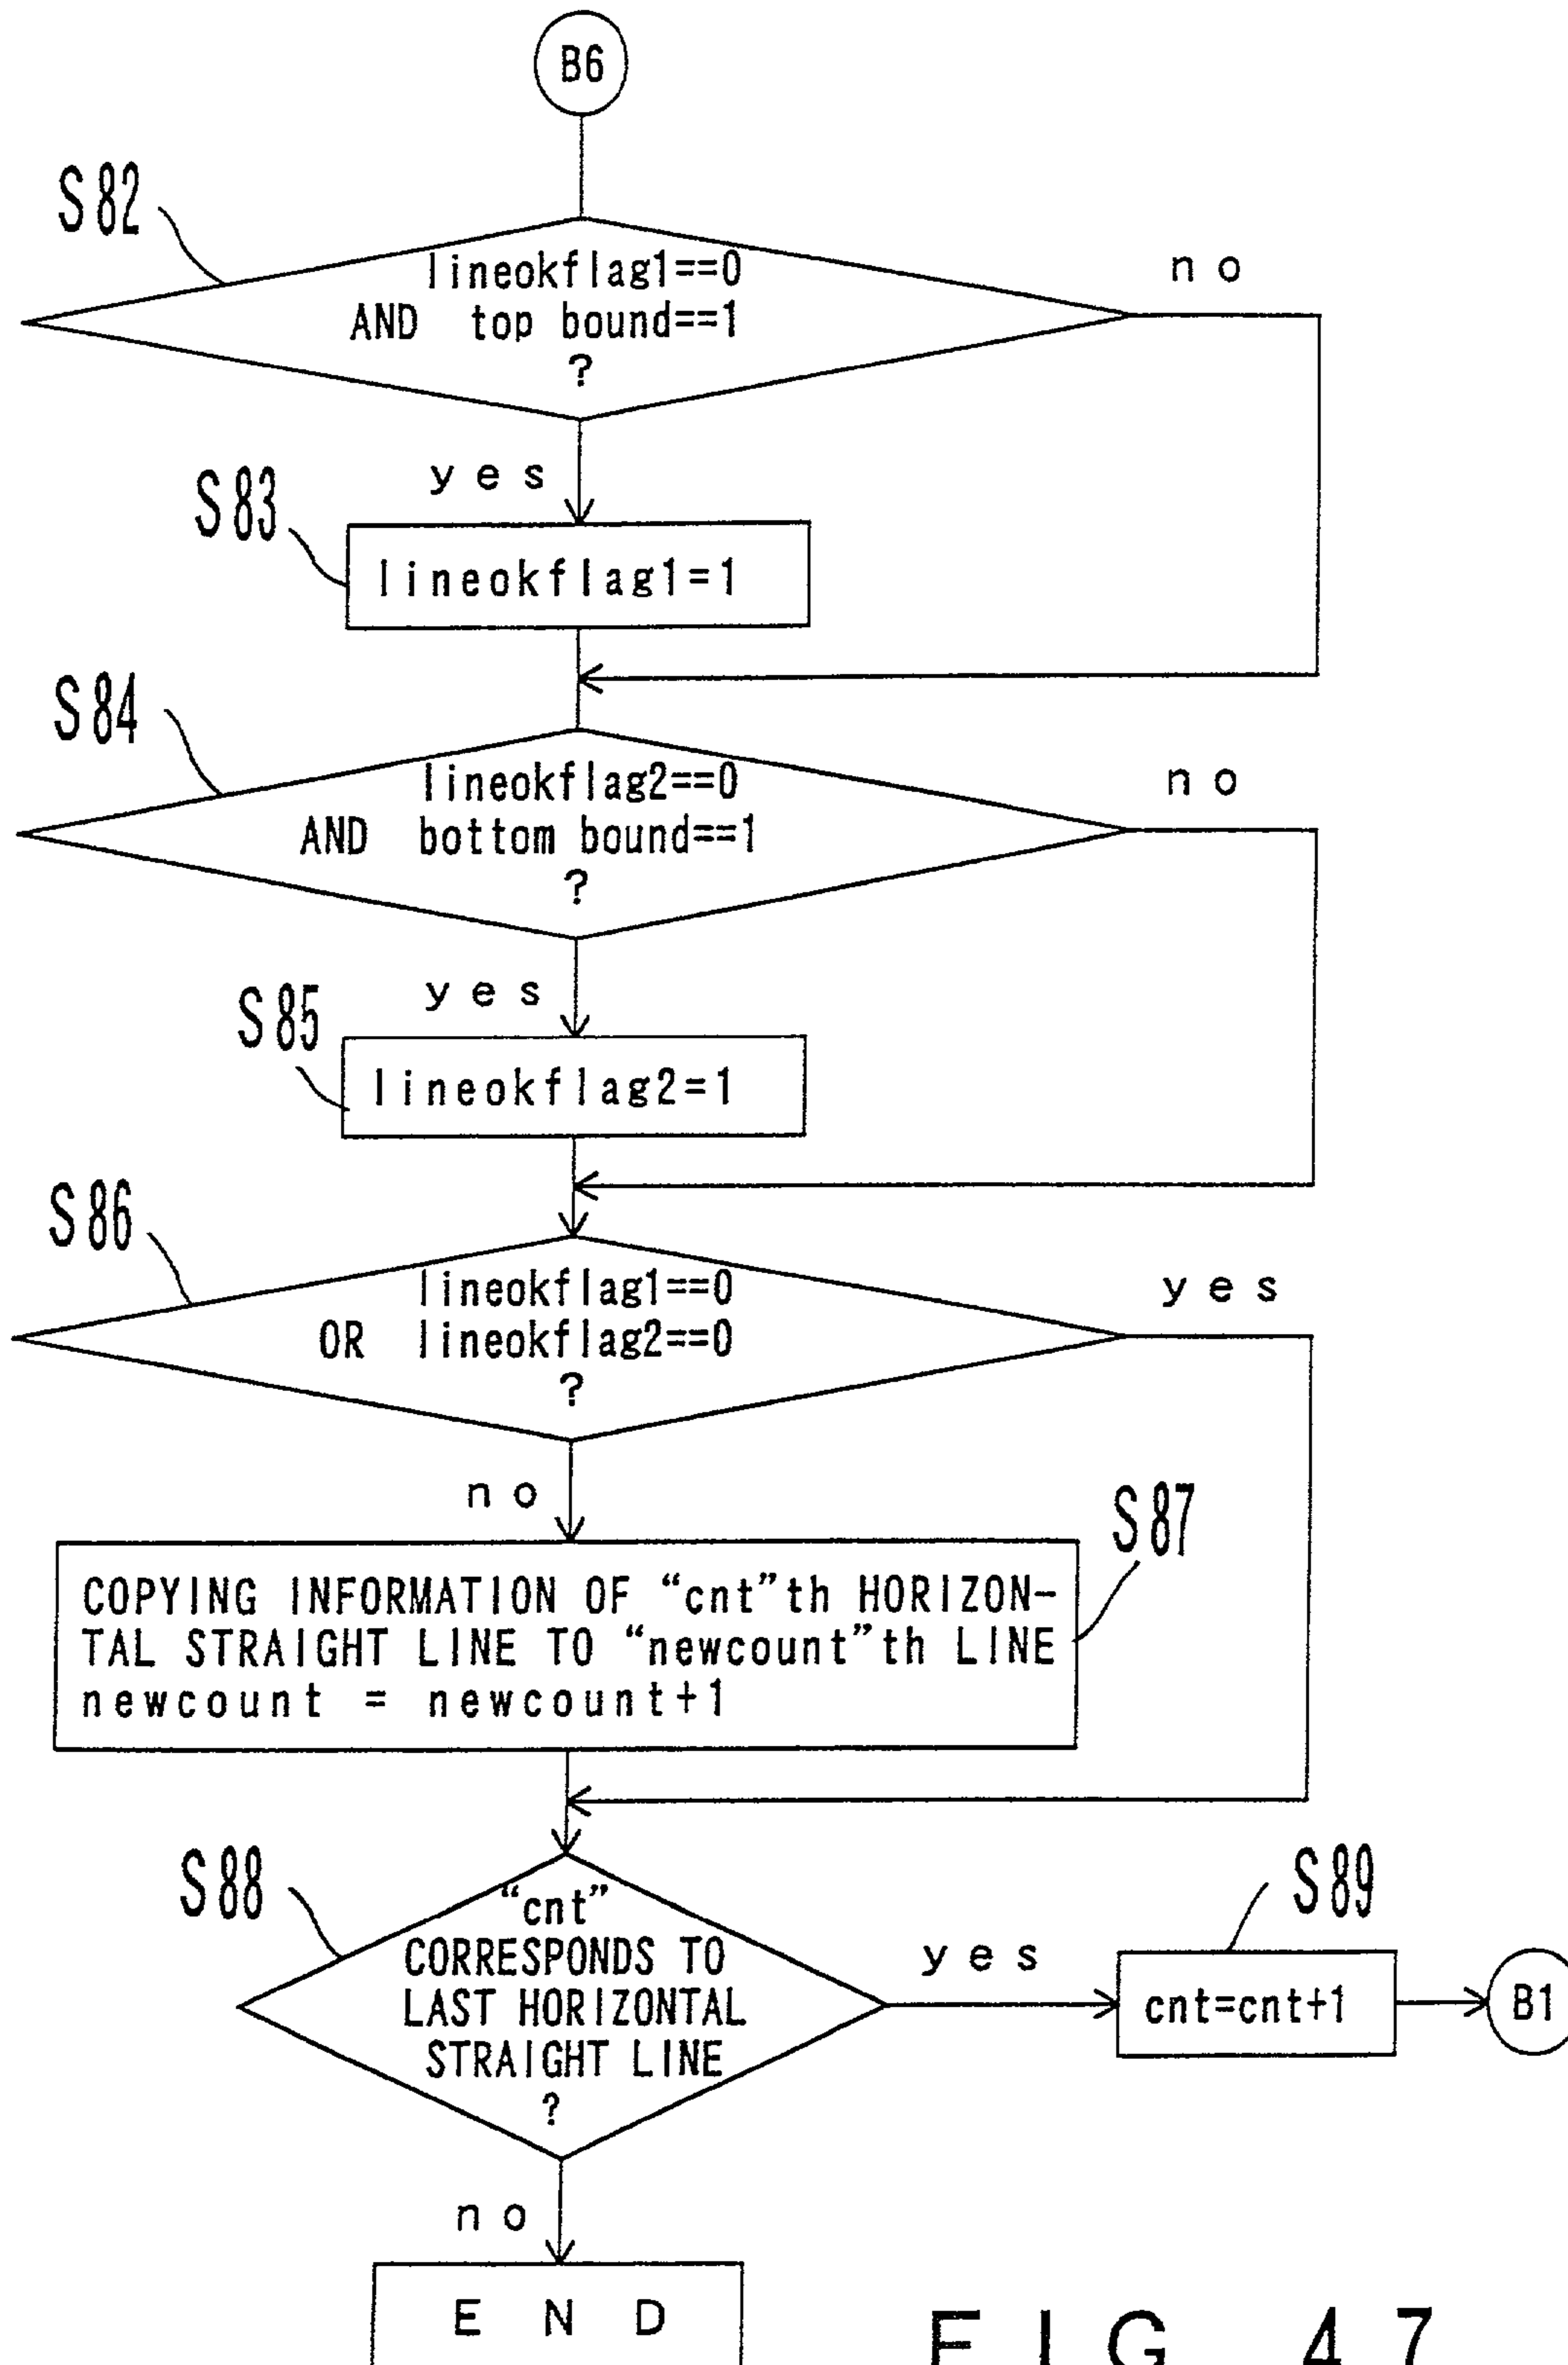 B6
S82
lineokflag1==0
AND top bound==1
?
no
yes
S83
lineokflag1=1
S84
lineokflag2==0
AND bottom bound==1
?
no
yes
S85
lineokflag2=1
S86
lineokflag1==0
OR lineokflag2==0
?
yes
no
S87
COPYING INFORMATION OF “cnt”th HORIZON-
TAL STRAIGHT LINE TO “newcount”th LINE
newcount = newcount+1
S88
“cnt”
CORRESPONDS TO
LAST HORIZONTAL
STRAIGHT LINE
?
yes
S89
cnt=cnt+1
B1
no
END
FIG. 47